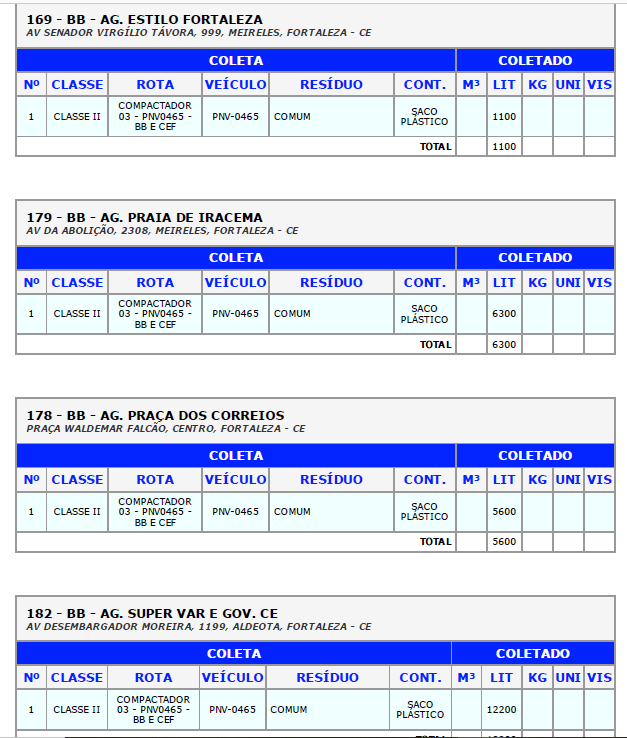 169 - BB - AG. ESTILO FORTALEZA
AV SENADOR VIRGÍLIO TÁVORA, 999, MEIRELES, FORTALEZA - CE
COLETA COLETADO
Nº CLASSE ROTA VEÍCULO RESÍDUO CONT. M³ LIT KG UNI VIS
1 CLASSE II COMPACTADOR 03 - PNV0465 - BB E CEF PNV-0465 COMUM SACO PLÁSTICO 1100
TOTAL 1100
179 - BB - AG. PRAIA DE IRACEMA
AV DA ABOLIÇÃO, 2308, MEIRELES, FORTALEZA - CE
COLETA COLETADO
Nº CLASSE ROTA VEÍCULO RESÍDUO CONT. M³ LIT KG UNI VIS
1 CLASSE II COMPACTADOR 03 - PNV0465 - BB E CEF PNV-0465 COMUM SACO PLÁSTICO 6300
TOTAL 6300
178 - BB - AG. PRAÇA DOS CORREIOS
PRAÇA WALDEMAR FALCÃO, CENTRO, FORTALEZA - CE
COLETA COLETADO
Nº CLASSE ROTA VEÍCULO RESÍDUO CONT. M³ LIT KG UNI VIS
1 CLASSE II COMPACTADOR 03 - PNV0465 - BB E CEF PNV-0465 COMUM SACO PLÁSTICO 5600
TOTAL 5600
182 - BB - AG. SUPER VAR E GOV. CE
AV DESEMBARGADOR MOREIRA, 1199, ALDEOTA, FORTALEZA - CE
COLETA COLETADO
Nº CLASSE ROTA VEÍCULO RESÍDUO CONT. M³ LIT KG UNI VIS
1 CLASSE II COMPACTADOR 03 - PNV0465 - BB E CEF PNV-0465 COMUM SACO PLÁSTICO 12200